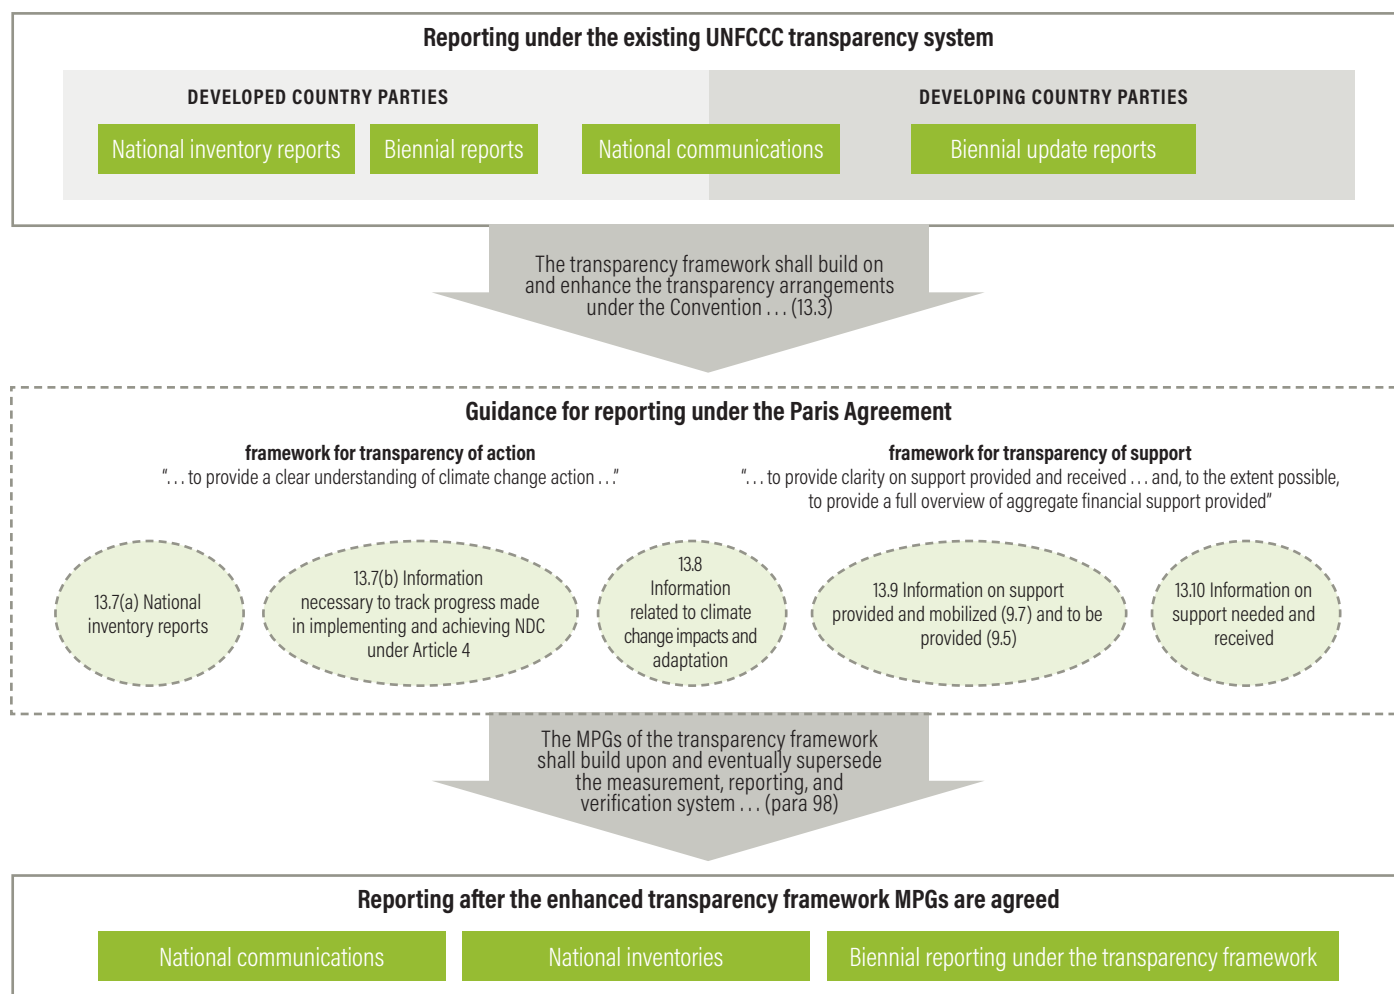 Reporting under the existing UNFCCC transparency system
DEVELOPED COUNTRY PARTIES
DEVELOPING COUNTRY PARTIES
National inventory reports
Biennial reports
National communications
Biennial update reports
The transparency framework shall build on
and enhance the transparency arrangements
under the Convention . . . (13.3)
Guidance for reporting under the Paris Agreement
framework for transparency of action
". . . to provide a clear understanding of climate change action . . ."
framework for transparency of support
". . . to provide clarity on support provided and received . . . and, to the extent possible,
to provide a full overview of aggregate financial support provided"
13.7(a) National
inventory reports
13.7(b) Information
necessary to track progress made
in implementing and achieving NDC
under Article 4
13.8
Information
related to climate
change impacts and
adaptation
13.9 Information on support
provided and mobilized (9.7) and to be
provided (9.5)
13.10 Information on
support needed and
received
The MPGs of the transparency framework
shall build upon and eventually supersede
the measurement, reporting, and
verification system . . . (para 98)
Reporting after the enhanced transparency framework MPGs are agreed
National communications
National inventories
Biennial reporting under the transparency framework